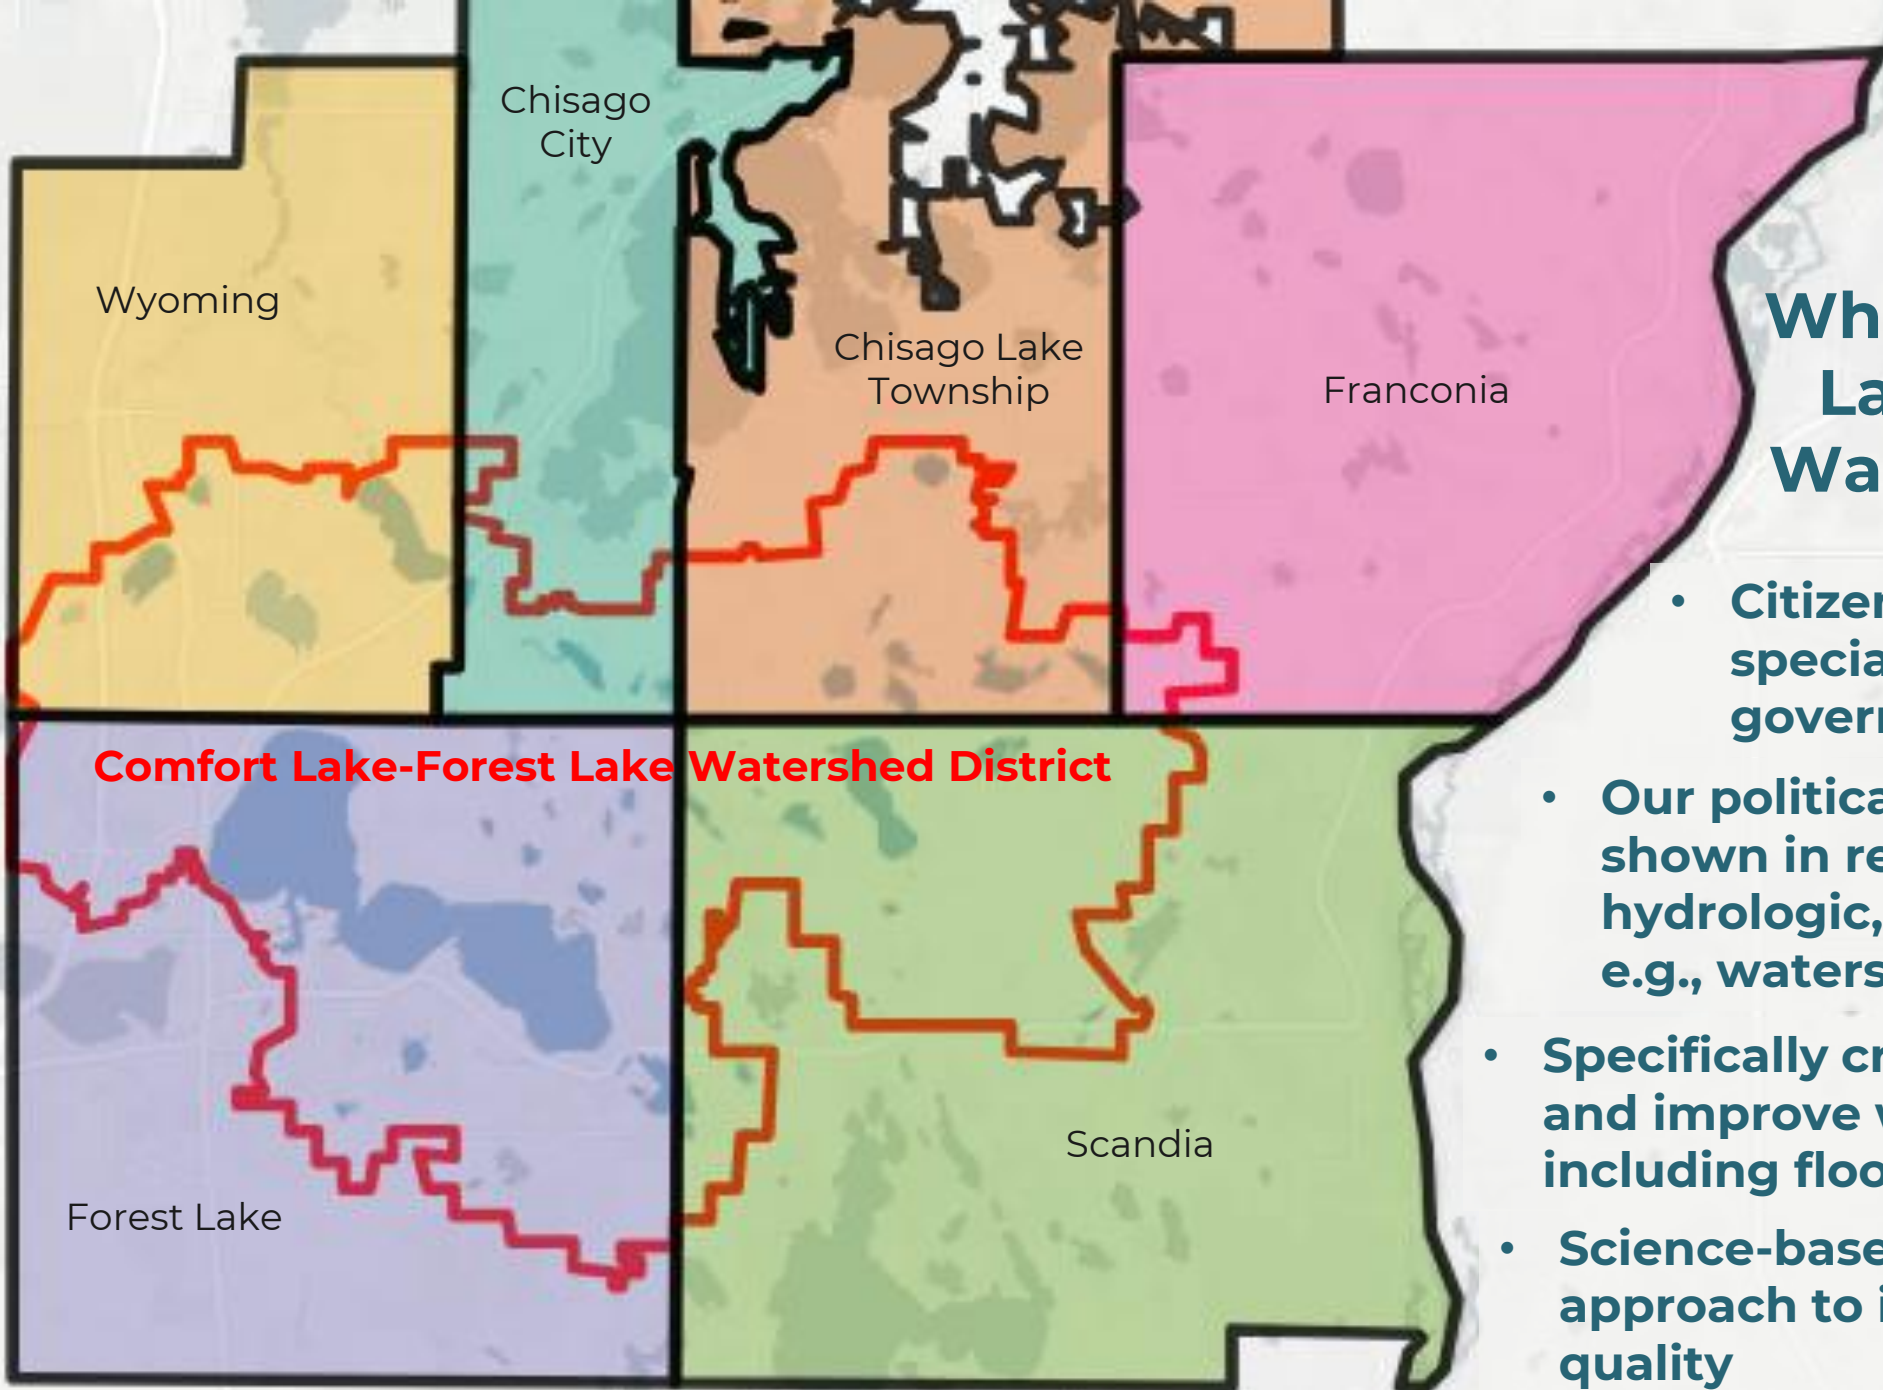 Chisago
City
Wyoming
Chisago Lake
Township
Franconia
Comfort Lake-Forest Lake Watershed District
Scandia
Forest Lake
Wh
La
Wa
• Citizen
specia
govern
• Our politica
shown in re
hydrologic,
e.g., waters
• Specifically cr
and improve w
including floo
• Science-base
approach to i
quality